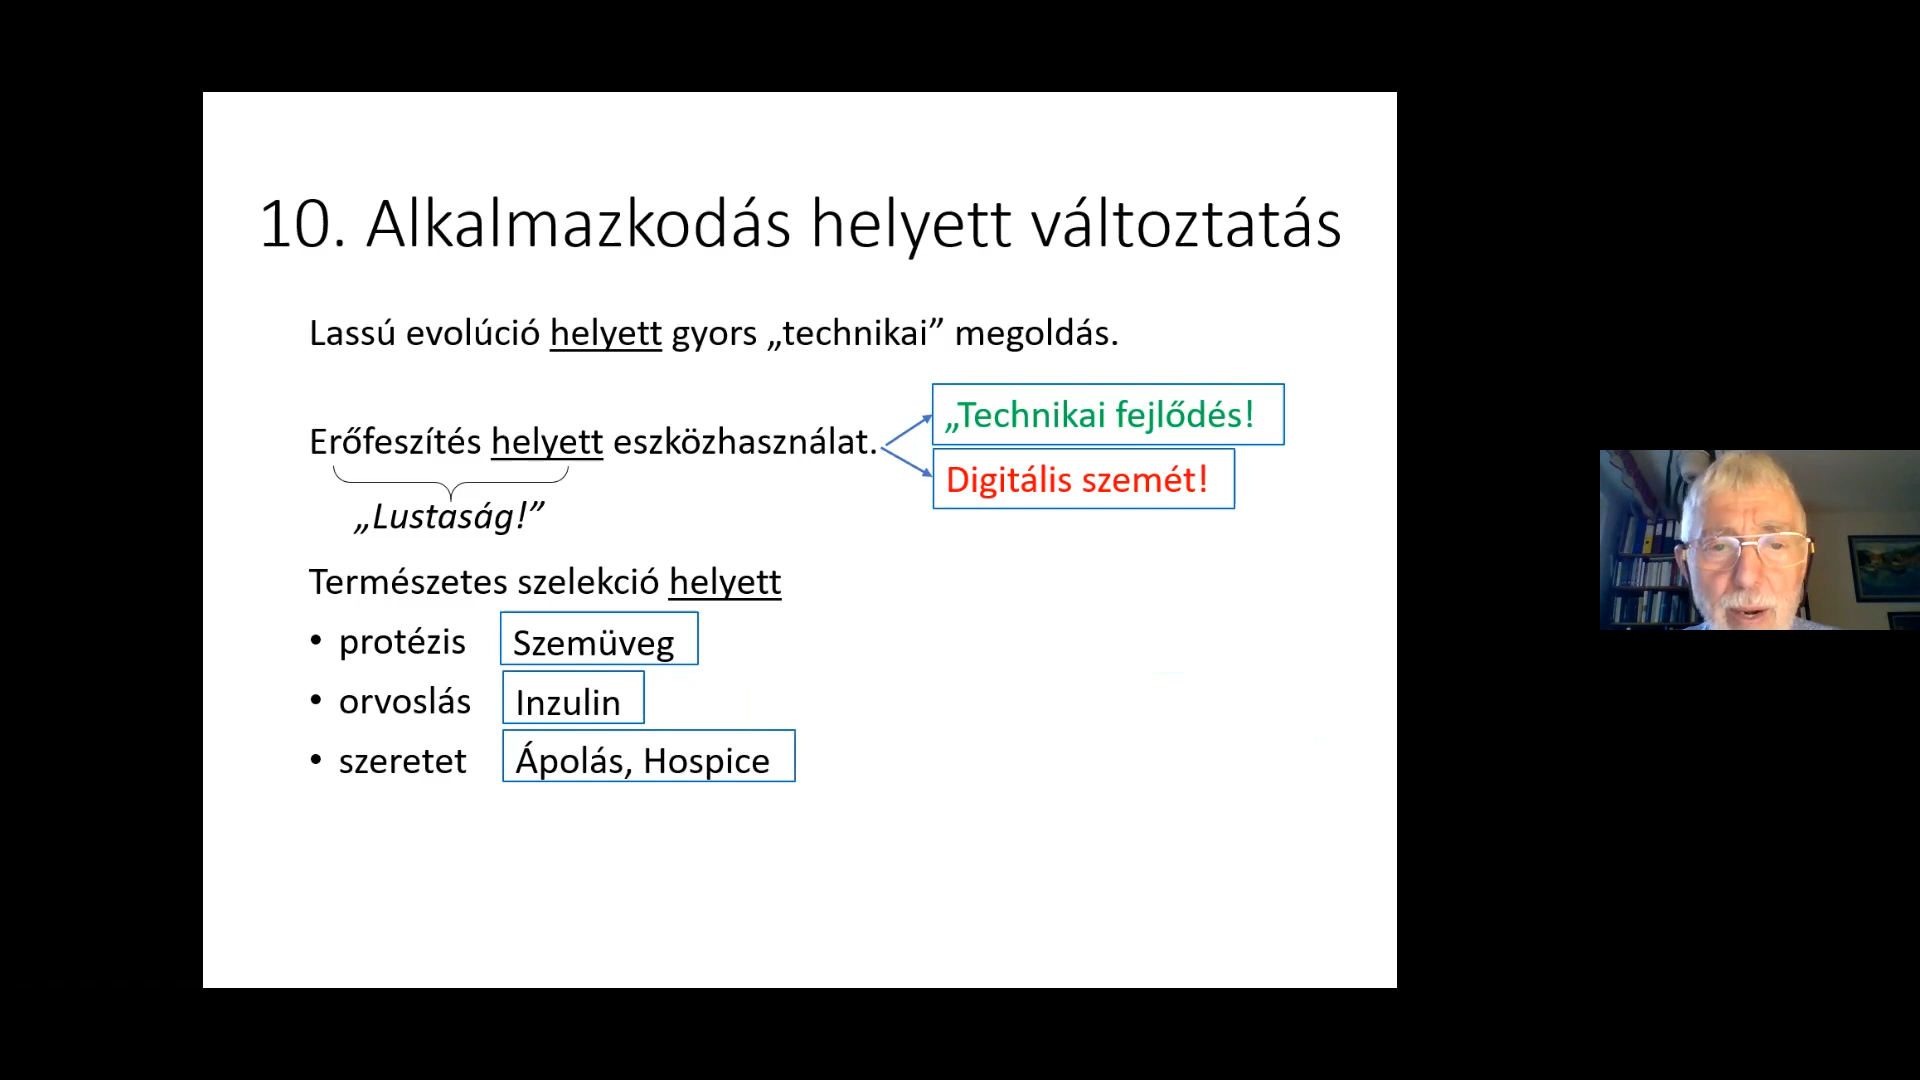 10. Alkalmazkodás helyett változtatás
Lassú evolúció helyett gyors „technikai” megoldás.
„Technikai fejlődés!
Erőfeszítés helyett eszközhasználat.
Digitális szemét!
„Lustaság!”
Természetes szelekció helyett
• protézis Szemüveg
• orvoslás Inzulin
• szeretet Ápolás, Hospice